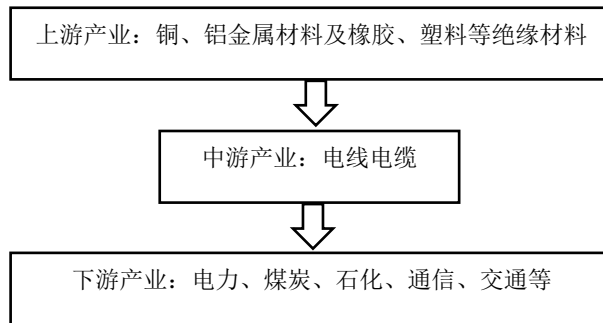 上游产业：铜、铝金属材料及橡胶、塑料等绝缘材料
中游产业：电线电缆
下游产业：电力、煤炭、石化、通信、交通等